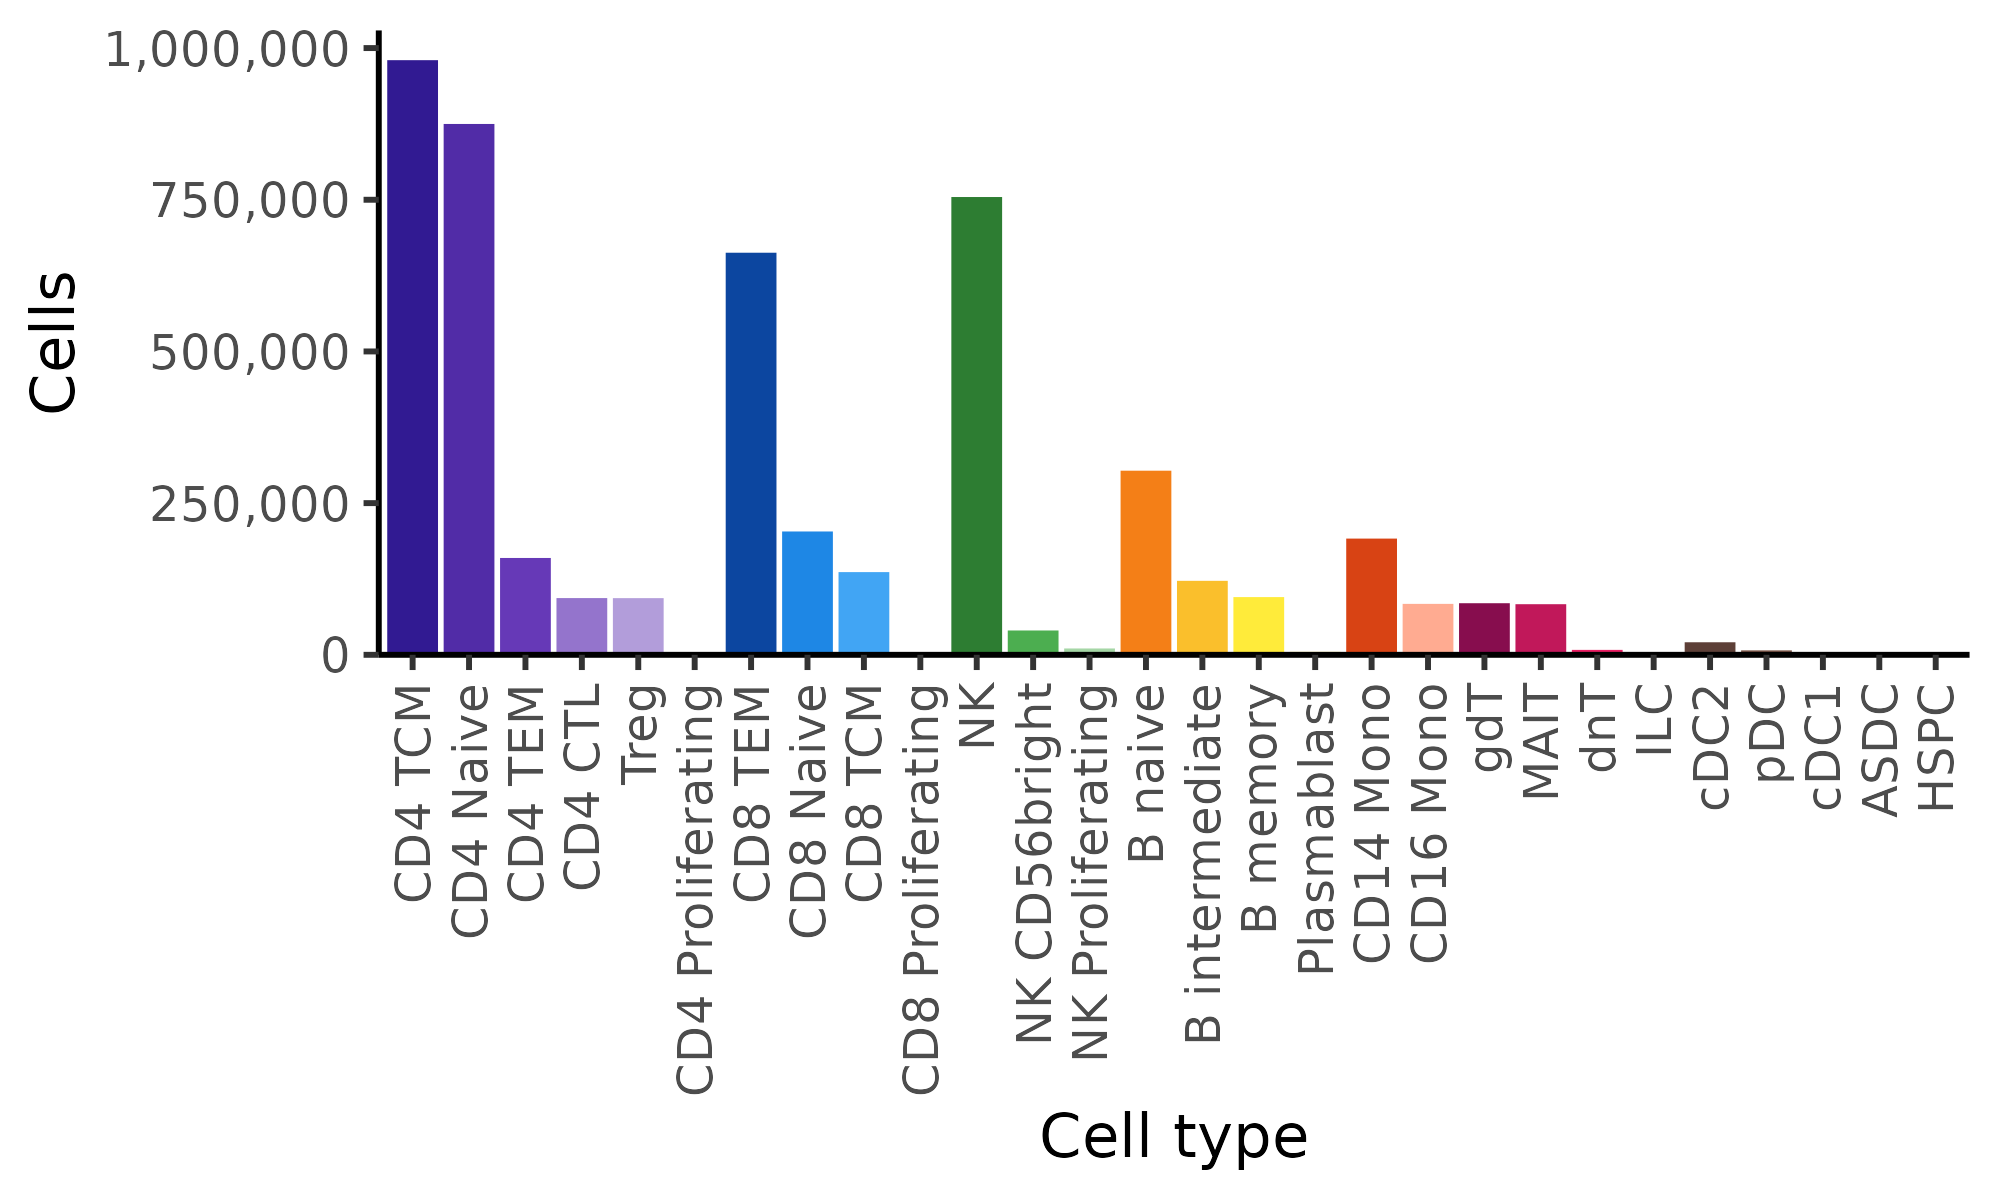 1,000,000
750,000
500,000
250,000
0
Cells
CD4 TCM
CD4 Naive
CD4 TEM
CD4 CTL
Treg
CD4 Proliferating
CD8 TEM
CD8 Naive
CD8 TCM
CD8 Proliferating
NK
NK CD56bright
NK Proliferating
B naive
B intermediate
B memory
Plasmablast
CD14 Mono
CD16 Mono
gdT
MAIT
dnT
ILC
cDC2
pDC
cDC1
ASDC
HSPC
Cell type